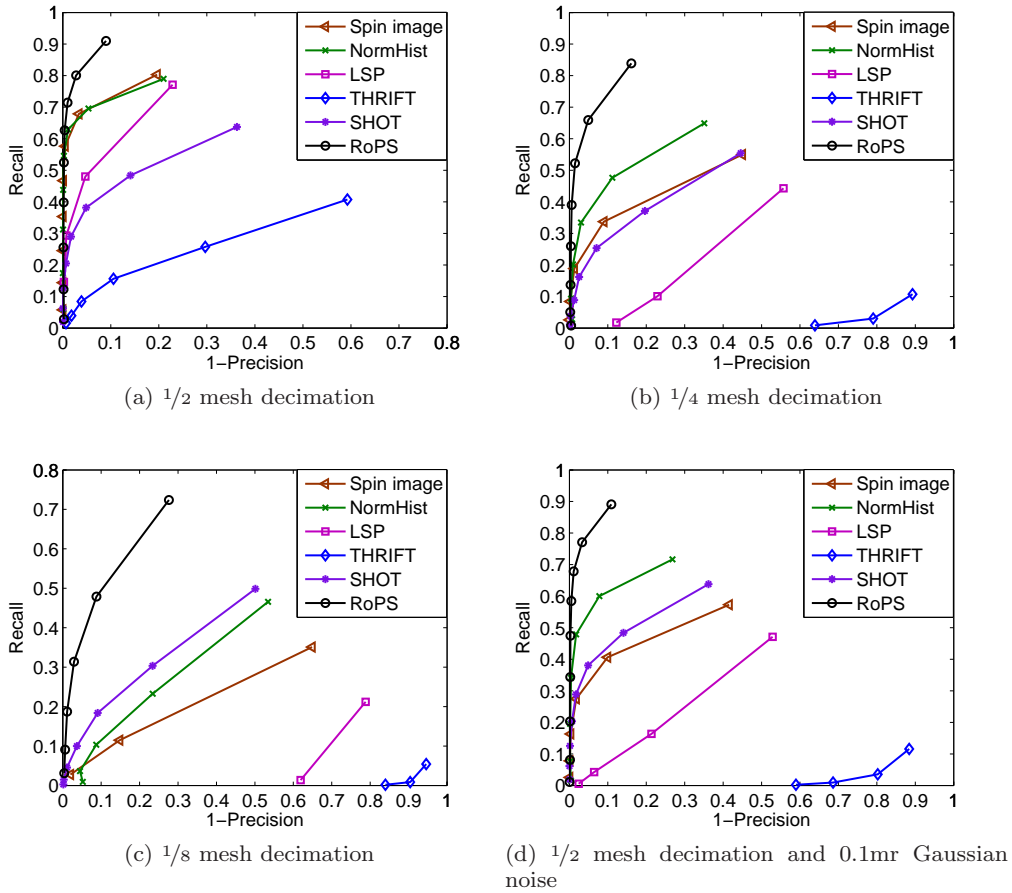 1
0.9
0.8
0.7
0.6
0.5
0.4
0.3
0.2
0.1
0
Recall
0 0.1 0.2 0.3 0.4 0.5 0.6 0.7 0.8
1−Precision
Spin image
NormHist
LSP
THRIFT
SHOT
RoPS
(a) 1/2 mesh decimation
1
0.9
0.8
0.7
0.6
0.5
0.4
0.3
0.2
0.1
0
Recall
0 0.1 0.2 0.3 0.4 0.5 0.6 0.7 0.8 0.9 1
1−Precision
Spin image
NormHist
LSP
THRIFT
SHOT
RoPS
(b) 1/4 mesh decimation
0.8
0.7
0.6
0.5
0.4
0.3
0.2
0.1
0
Recall
0 0.1 0.2 0.3 0.4 0.5 0.6 0.7 0.8 0.9 1
1−Precision
Spin image
NormHist
LSP
THRIFT
SHOT
RoPS
(c) 1/8 mesh decimation
1
0.9
0.8
0.7
0.6
0.5
0.4
0.3
0.2
0.1
0
Recall
0 0.1 0.2 0.3 0.4 0.5 0.6 0.7 0.8 0.9 1
1−Precision
Spin image
NormHist
LSP
THRIFT
SHOT
RoPS
(d) 1/2 mesh decimation and 0.1mr Gaussian
noise